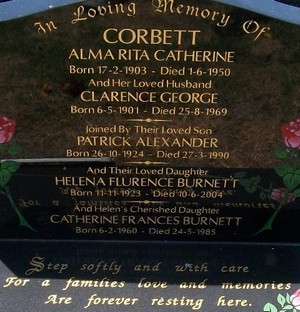 In Loving Memory Of
CORBETT
ALMA RITA CATHERINE
Born 17-2-1903 - Died 1-6-1950
And Her Loved Husband
CLARENCE GEORGE
Born 6-5-1901 - Died 25-8-1969
Joined By Their Loved Son
PATRICK ALEXANDER
Born 26-10-1924 - Died 27-3-1990
And Their Loved Daughter
HELENA FLURENCE BURNETT
Born 11-11-1923 - Died 10-6-2004
And Helen's Cherished Daughter
CATHERINE FRANCES BURNETT
Born 6-2-1960 - Died 24-5-1985
Step softly and with care
For a families love and memories
Are forever resting here.